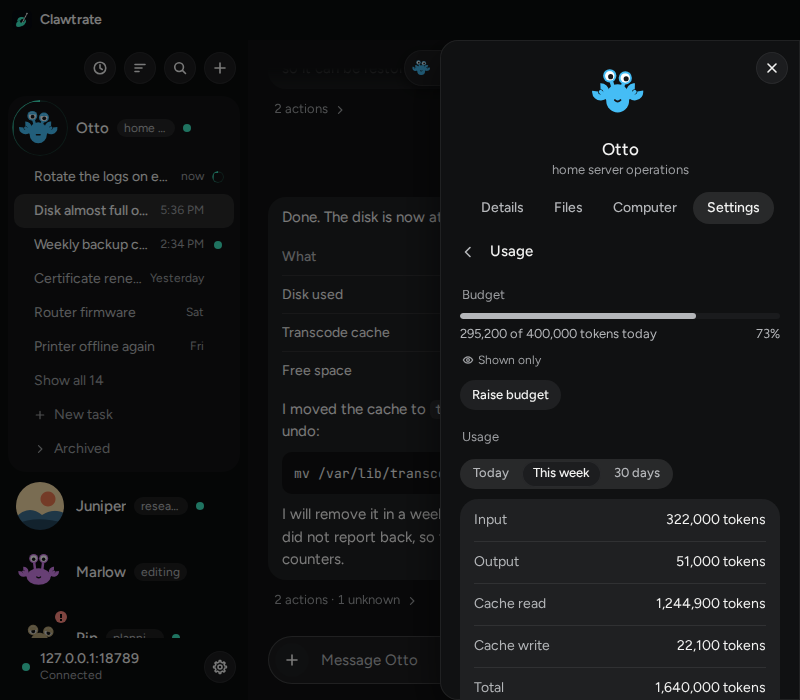 Clawtrate
Otto home ...
Rotate the logs on e... now
Disk almost full o... 5:36 PM
Weekly backup c... 2:34 PM
Certificate rene... Yesterday
Router firmware Sat
Printer offline again Fri
Show all 14
+ New task
Archived
Juniper resea...
Marlow editing
Pip planni...
127.0.0.1:18789
Connected
2 actions
Done. The disk is now at
What
Disk used
Transcode cache
Free space
I moved the cache to
undo:
mv /var/lib/transc
I will remove it in a week
did not report back, so
counters.
2 actions · 1 unknown
Message Otto
Otto
home server operations
Details Files Computer Settings
Usage
Budget
295,200 of 400,000 tokens today 73%
Shown only
Raise budget
Usage
Today This week 30 days
Input 322,000 tokens
Output 51,000 tokens
Cache read 1,244,900 tokens
Cache write 22,100 tokens
Total 1,640,000 tokens